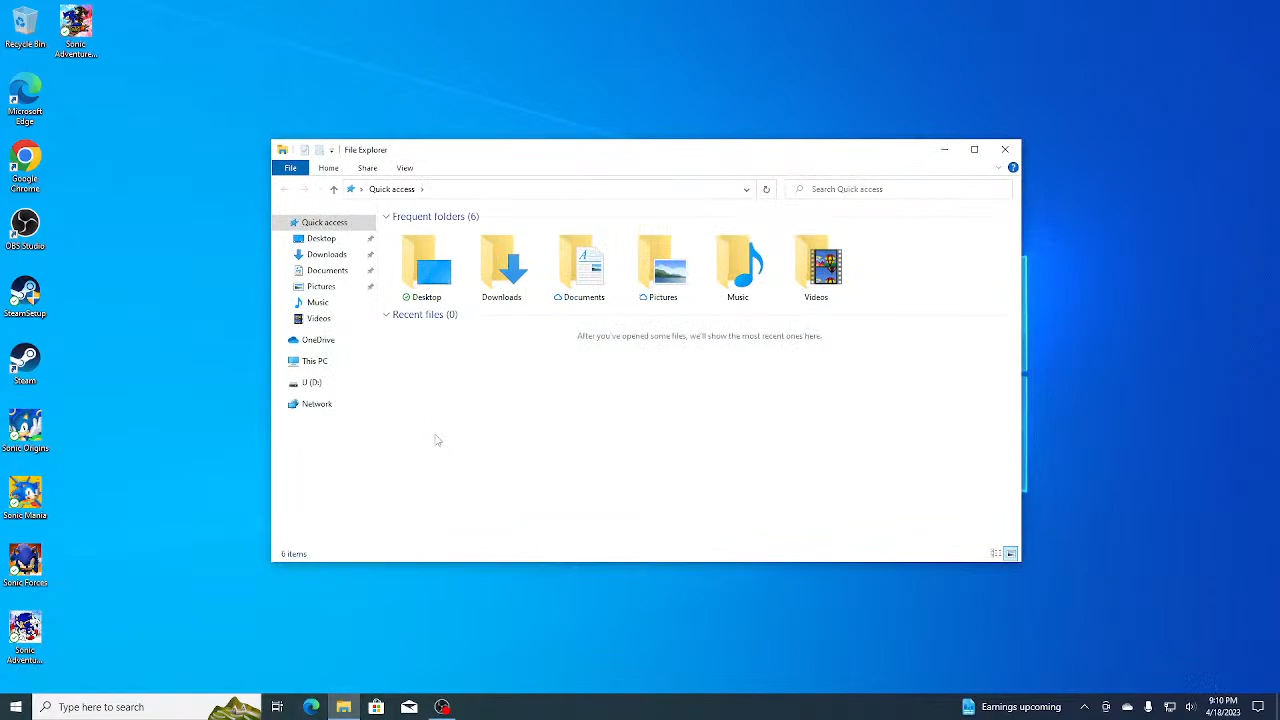 Recycle Bin
Sonic
Adventure...
Microsoft
Edge
Google
Chrome
OBS Studio
SteamSetup
Steam
Sonic Origins
Sonic Mania
Sonic Forces
Sonic
Adventu...
File Explorer
File Home Share View
Quick access
Search Quick access
Quick access
Desktop
Downloads
Documents
Pictures
Music
Videos
OneDrive
This PC
U (D:)
Network
Frequent folders (6)
Desktop Downloads Documents Pictures Music Videos
Recent files (0)
After you've opened some files, we'll show the most recent ones here.
6 items
Type here to search
Earnings upcoming
9:10 PM
4/18/2023